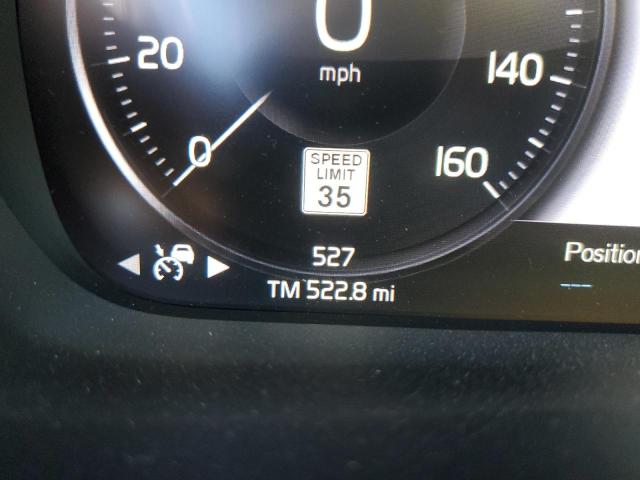 0
mph
20
140
0
160
SPEED
LIMIT
35
527
TM 522.8 mi
Position